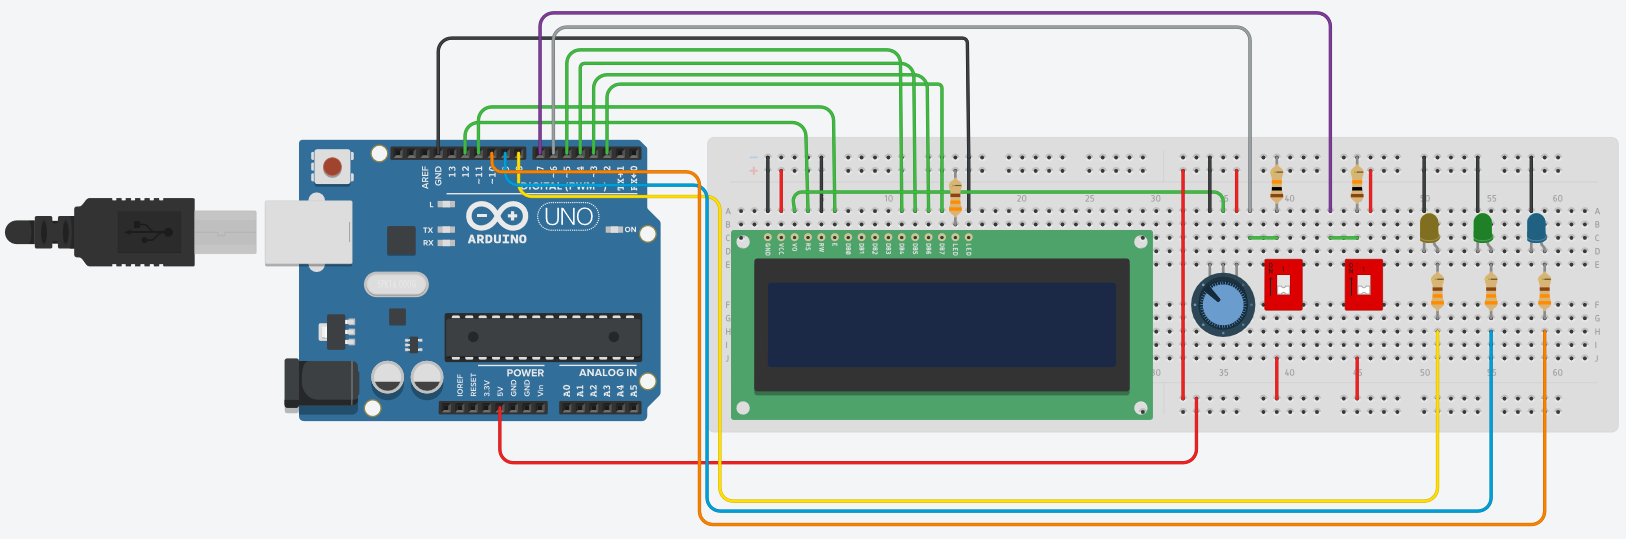 AREF
GND
13
12
~11
~10
7
~6
~5
4
~3
2
TX→1
RX←0
DIGITAL (PWM~)
L
TX
RX
ARDUINO
UNO
ON
POWER
ANALOG IN
IOREF
RESET
3.3V
5V
GND
GND
Vin
A0
A1
A2
A3
A4
A5
- -
+ +
10
20
25
30
35
40
50
55
60
A
B
C
D
E
F
G
H
I
J
A
B
C
D
E
F
G
H
I
J
GND
VCC
VO
RS
RW
E
DB0
DB1
DB2
DB3
DB4
DB5
DB6
DB7
LED
LED
30
35
40
45
50
55
60